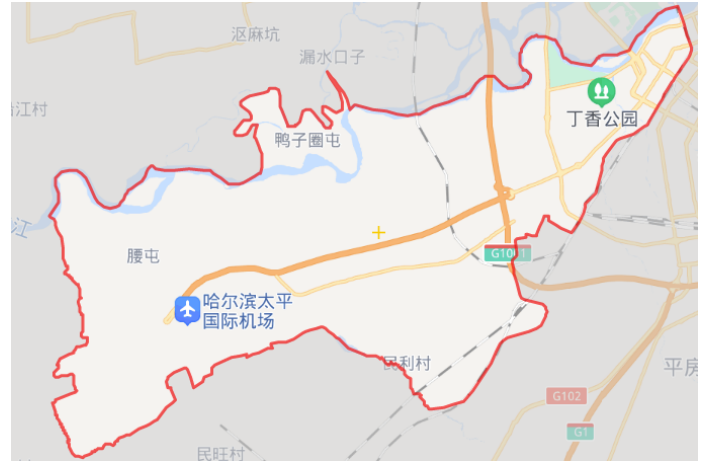 沤麻坑
漏水口子
沿江村
丁香公园
鸭子圈屯
江
腰屯
G1001
哈尔滨太平
国际机场
民利村
平房
G102
G1
民旺村